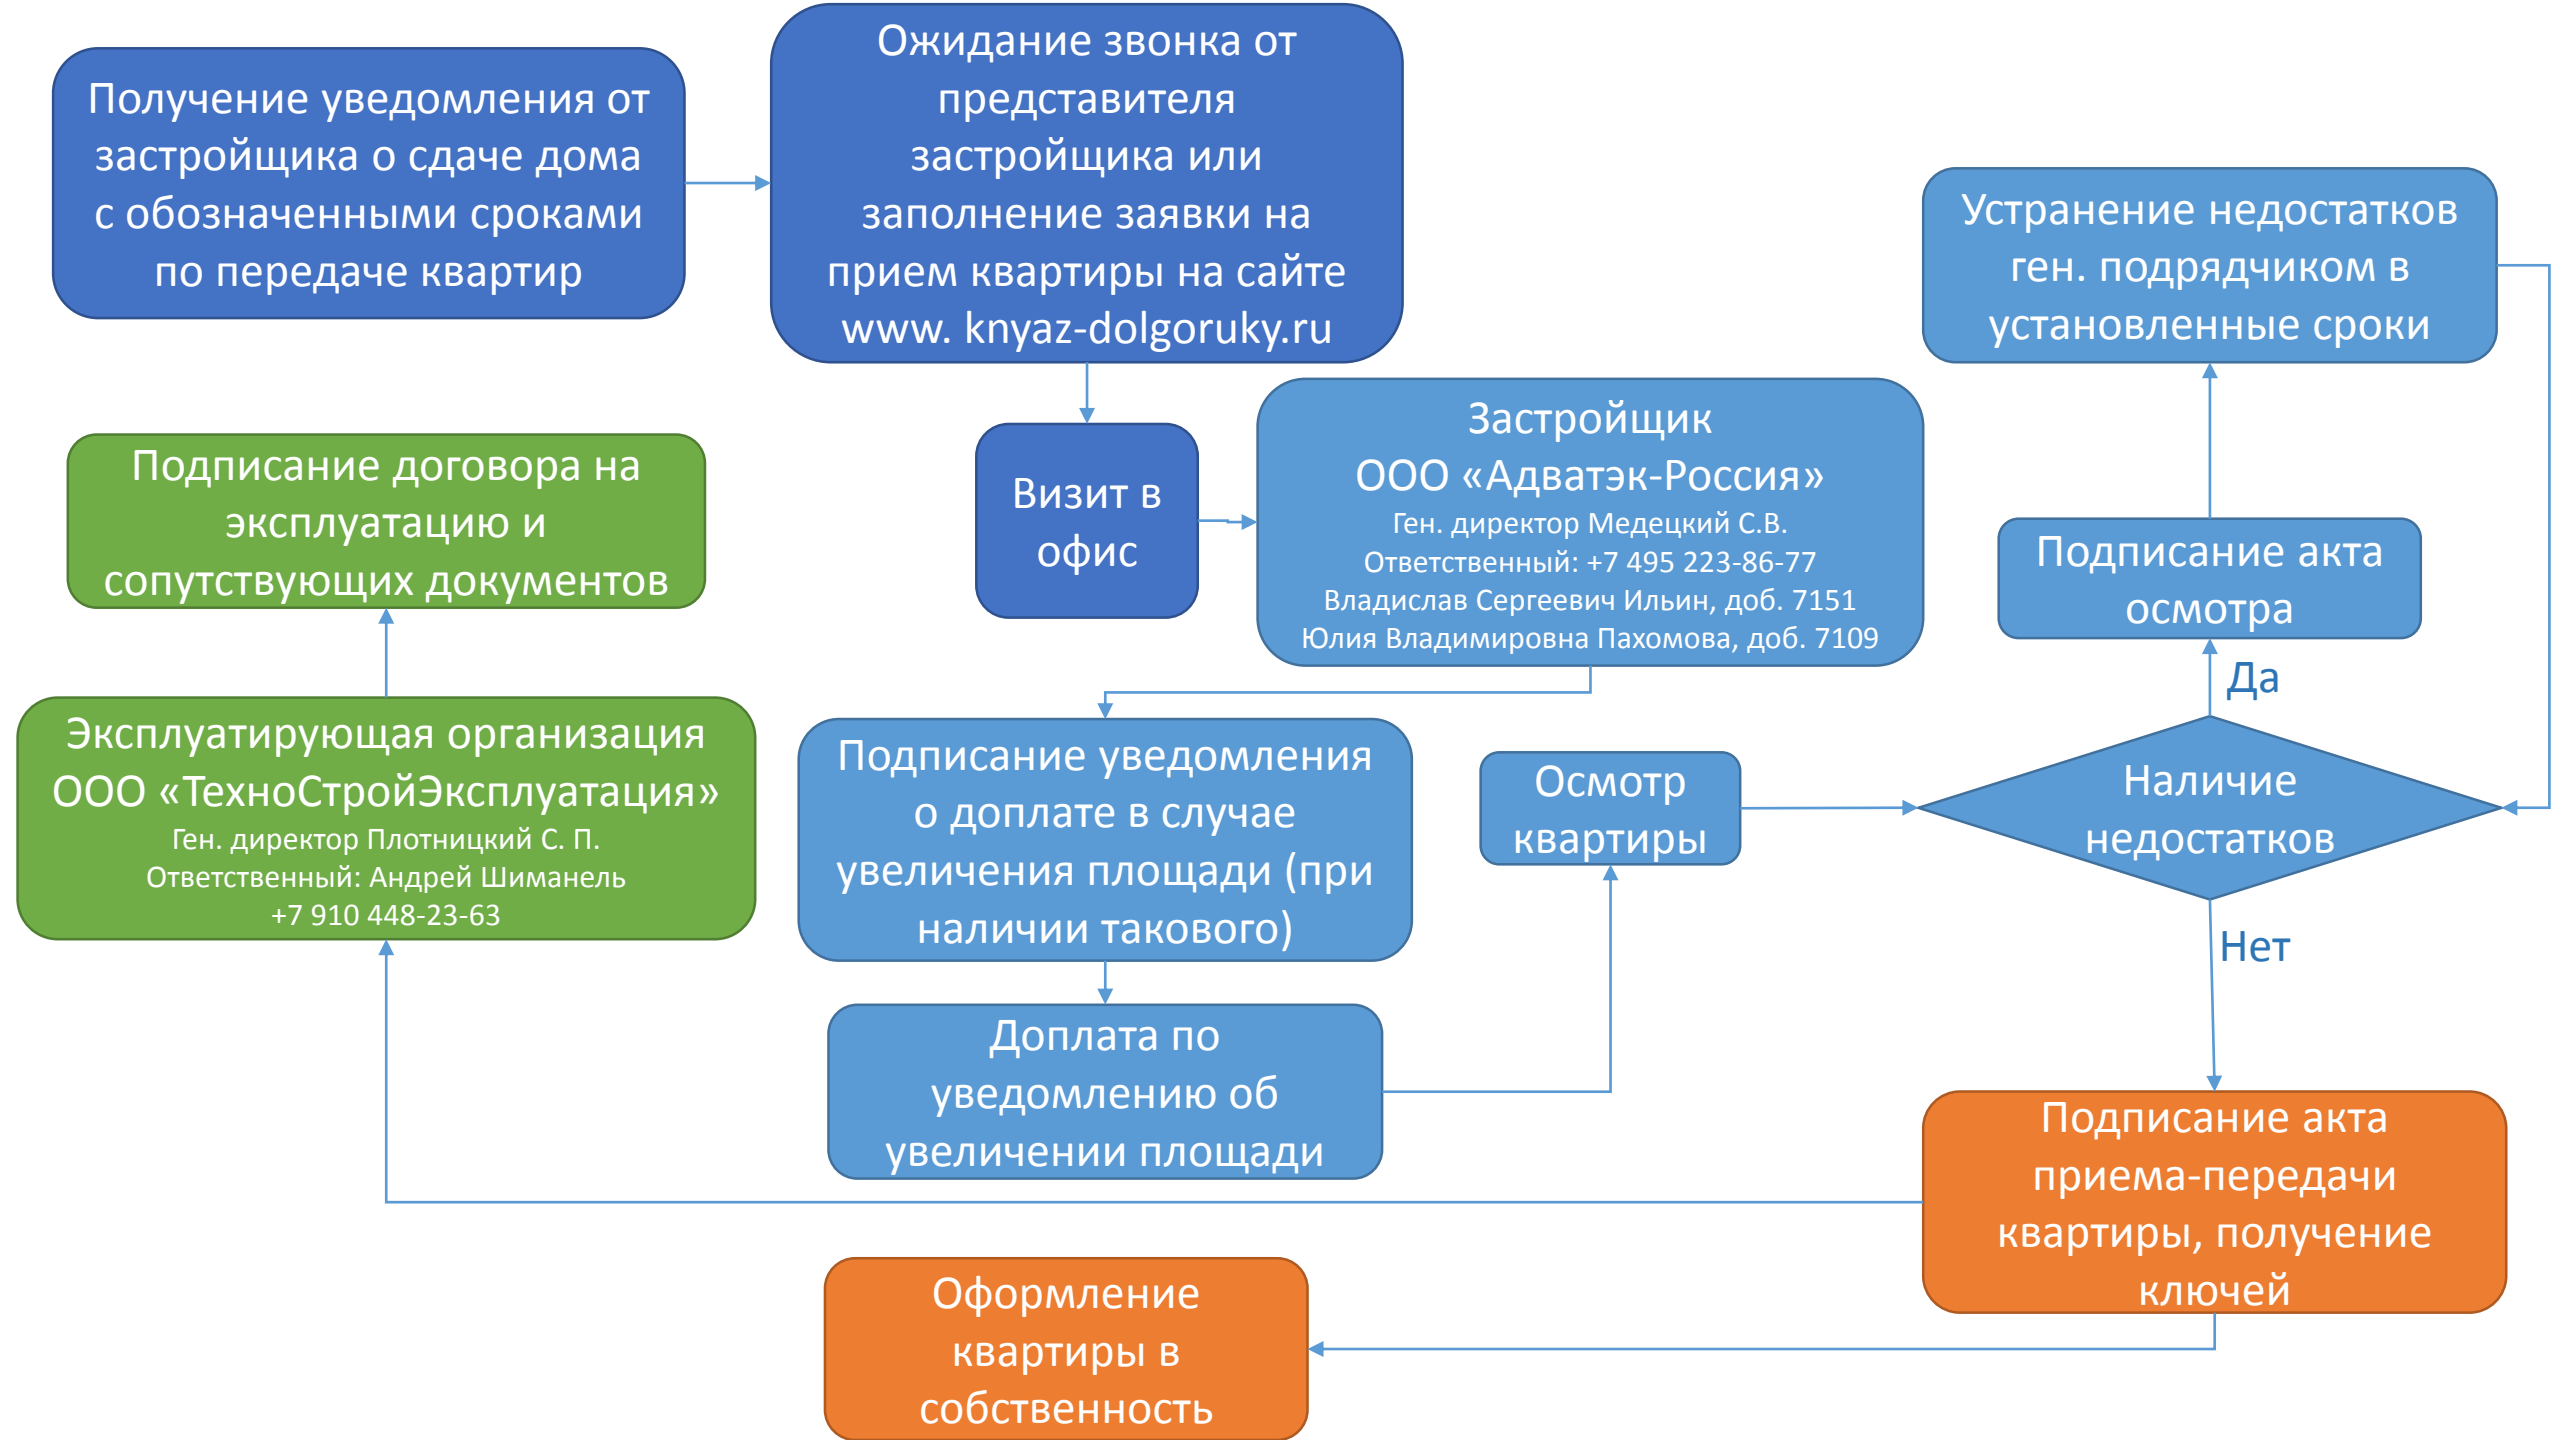 Получение уведомления от
застройщика о сдаче дома
с обозначенными сроками
по передаче квартир
Ожидание звонка от
представителя
застройщика или
заполнение заявки на
прием квартиры на сайте
www. knyaz-dolgoruky.ru
Визит в
офис
Застройщик
ООО «Адватэк-Россия»
Ген. директор Медецкий С.В.
Ответственный: +7 495 223-86-77
Владислав Сергеевич Ильин, доб. 7151
Юлия Владимировна Пахомова, доб. 7109
Подписание уведомления
о доплате в случае
увеличения площади (при
наличии такового)
Доплата по
уведомлению об
увеличении площади
Осмотр
квартиры
Наличие
недостатков
Да
Подписание акта
осмотра
Устранение недостатков
ген. подрядчиком в
установленные сроки
Нет
Подписание акта
приема-передачи
квартиры, получение
ключей
Эксплуатирующая организация
ООО «ТехноСтройЭксплуатация»
Ген. директор Плотницкий С. П.
Ответственный: Андрей Шиманель
+7 910 448-23-63
Подписание договора на
эксплуатацию и
сопутствующих документов
Оформление
квартиры в
собственность